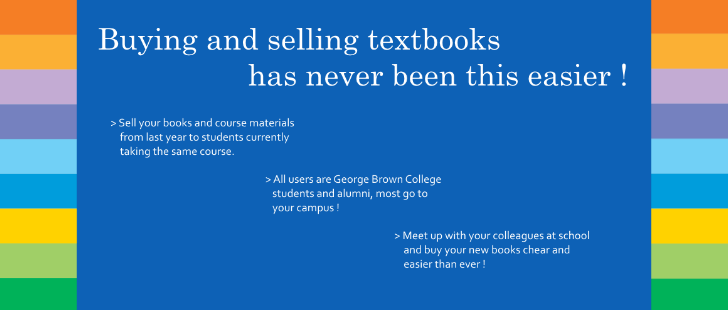 Buying and selling textbooks
has never been this easier !
> Sell your books and course materials
from last year to students currently
taking the same course.
> All users are George Brown College
students and alumni, most go to
your campus !
> Meet up with your colleagues at school
and buy your new books chear and
easier than ever !